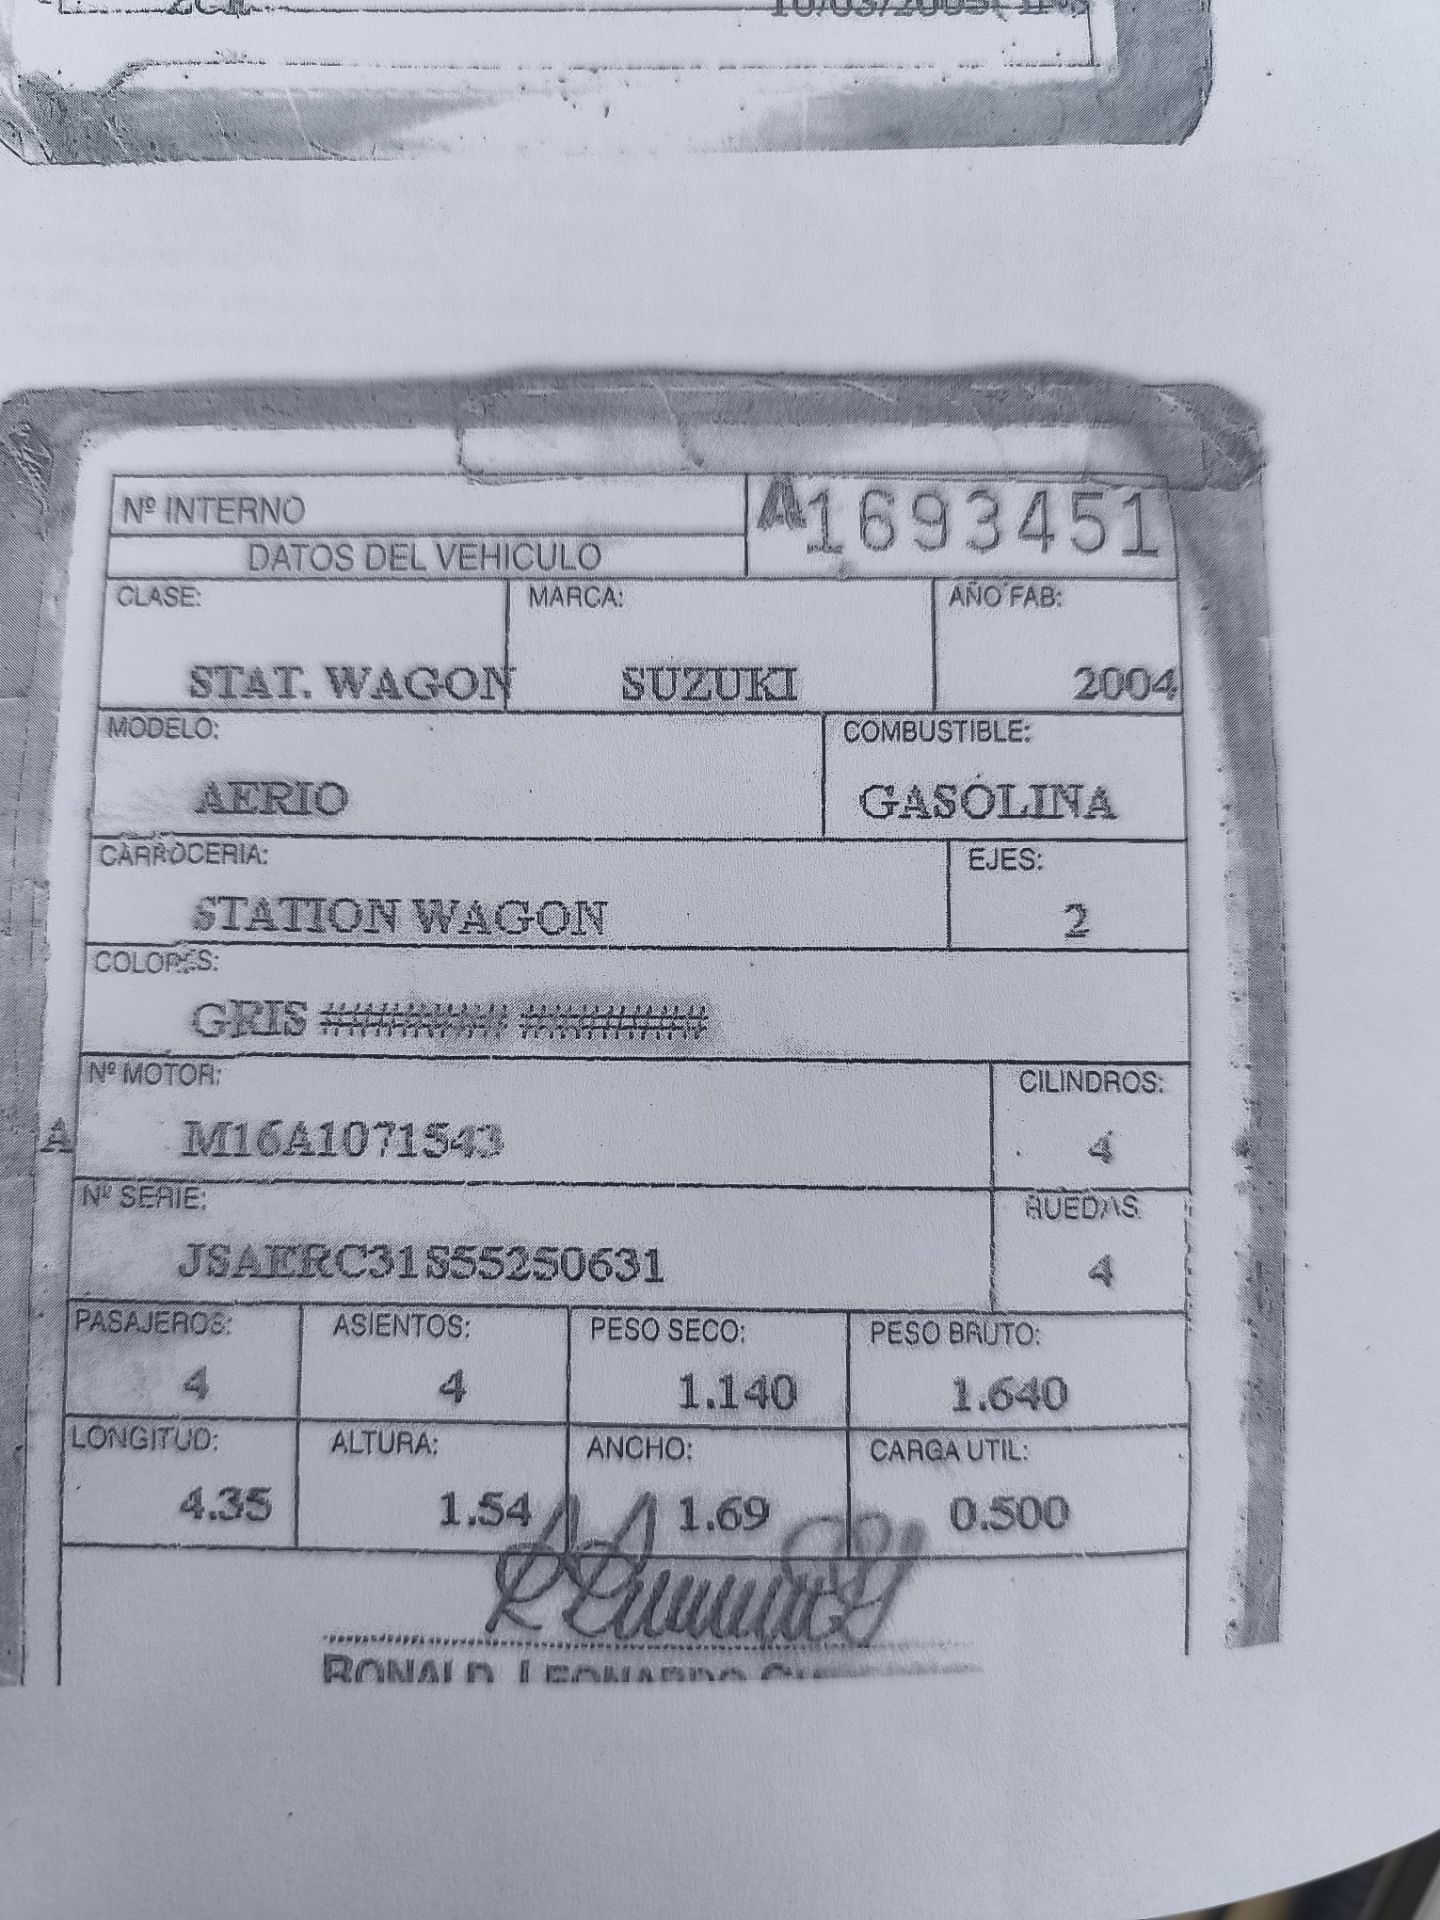 Nº INTERNO
A1693451
DATOS DEL VEHICULO
CLASE: MARCA: AÑO FAB:
STAT. WAGON SUZUKI 2004
MODELO: COMBUSTIBLE:
AERIO GASOLINA
CARROCERIA: EJES:
STATION WAGON 2
COLORES:
GRIS ####### #######
Nº MOTOR: CILINDROS:
A M16A1071543 4
Nº SERIE: RUEDAS
JSAERC31S55250631 4
PASAJEROS: ASIENTOS: PESO SECO: PESO BRUTO:
4 4 1.140 1.640
LONGITUD: ALTURA: ANCHO: CARGA UTIL:
4.35 1.54 1.69 0.500
RONALD LEONARDO